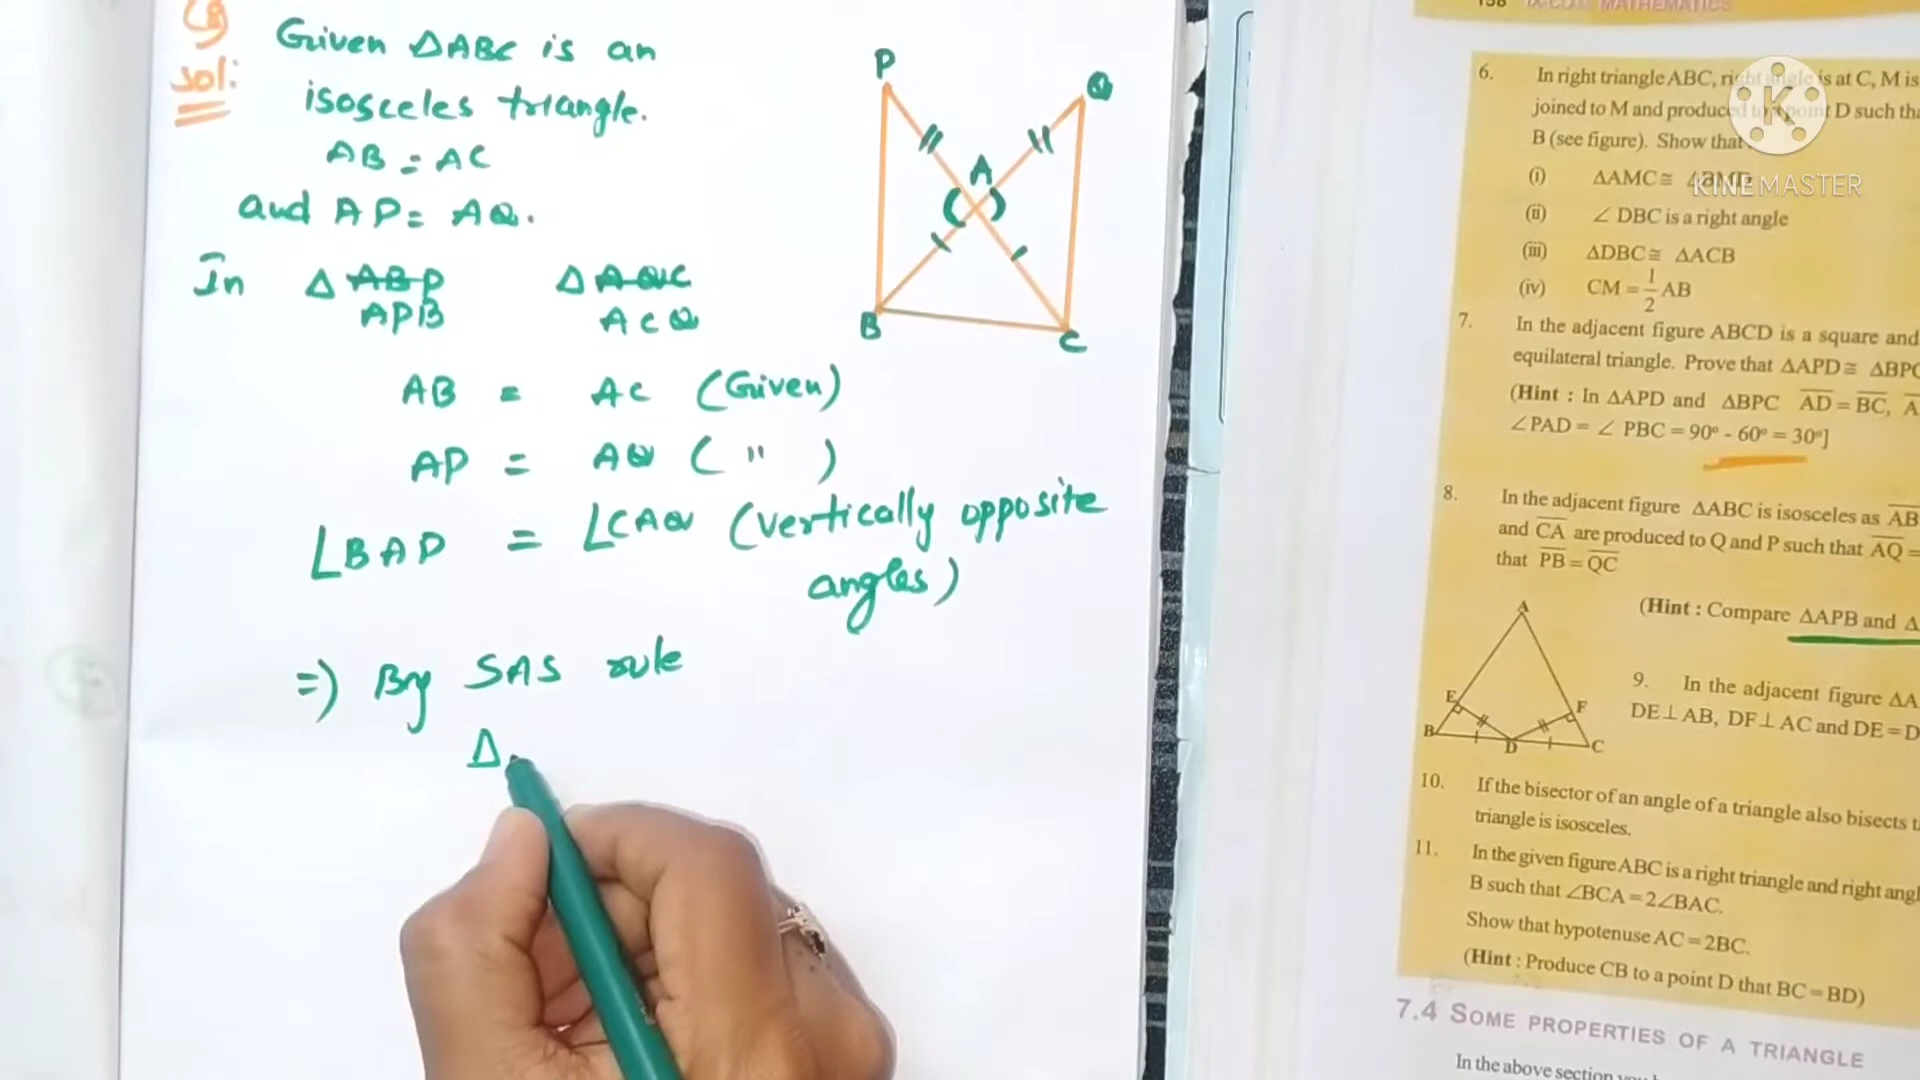 Given ΔABC is an
isosceles triangle.
AB = AC
and AP = AQ.
Sol:
In Δ ABP Δ AQC
APB ACQ
AB = AC (Given)
AP = AQ ( " )
∠BAP = ∠CAQ (vertically opposite
angles)
=) By SAS rule
Δ
P
Q
A
B
C
IX-CLASS MATHEMATICS
6. In right triangle ABC, right angle is at C, M is
joined to M and produced to a point D such
B (see figure). Show that
(i) ΔAMC ≅ ΔBMD
(ii) ∠ DBC is a right angle
(iii) ΔDBC ≅ ΔACB
(iv) CM = 1/2 AB
7. In the adjacent figure ABCD is a square and
equilateral triangle. Prove that ΔAPD ≅ ΔBPC
(Hint : In ΔAPD and ΔBPC AD = BC,
∠PAD = ∠ PBC = 90° - 60° = 30°]
8. In the adjacent figure ΔABC is isosceles as AB
and CA are produced to Q and P such that AQ =
that PB = QC
(Hint : Compare ΔAPB and Δ
A
E
F
B
D
C
9. In the adjacent figure ΔA
DE ⊥ AB, DF ⊥ AC and DE = D
10. If the bisector of an angle of a triangle also bisects
triangle is isosceles.
11. In the given figure ABC is a right triangle and right
B such that ∠BCA = 2∠BAC.
Show that hypotenuse AC = 2BC.
(Hint : Produce CB to a point D that BC = BD)
7.4 SOME PROPERTIES OF A TRIANGLE
In the above section
K
KINEMASTER